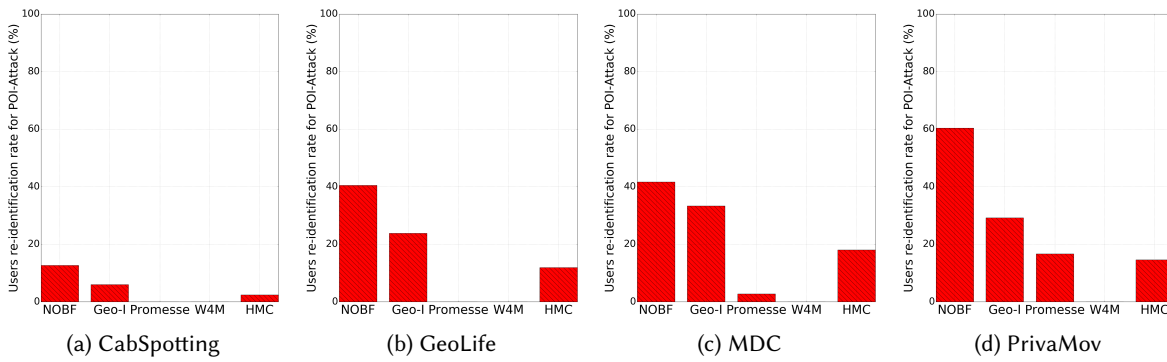 Users re-identification rate for POI-Attack (%)
100
80
60
40
20
0
NOBF Geo-I Promesse W4M HMC
(a) CabSpotting
Users re-identification rate for POI-Attack (%)
100
80
60
40
20
0
NOBF Geo-I Promesse W4M HMC
(b) GeoLife
Users re-identification rate for POI-Attack (%)
100
80
60
40
20
0
NOBF Geo-I Promesse W4M HMC
(c) MDC
Users re-identification rate for POI-Attack (%)
100
80
60
40
20
0
NOBF Geo-I Promesse W4M HMC
(d) PrivaMov